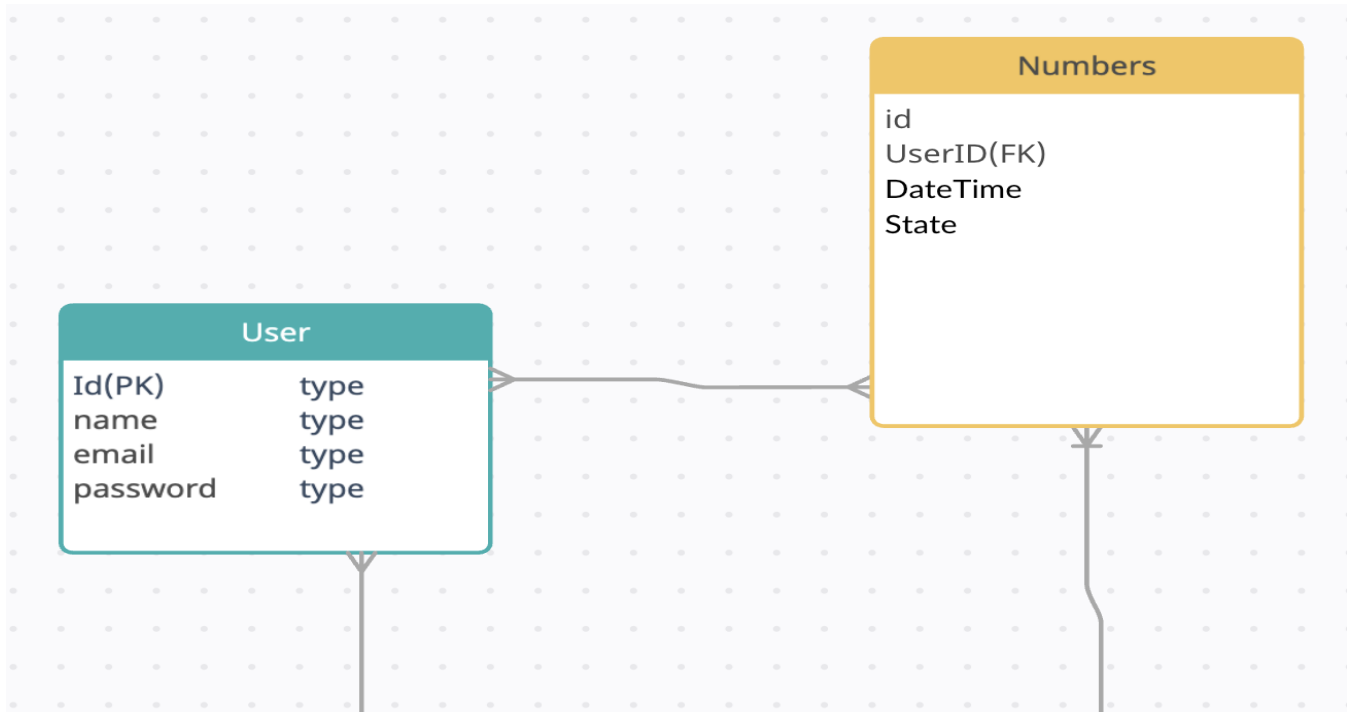 Numbers
id
UserID(FK)
DateTime
State
User
Id(PK) type
name type
email type
password type